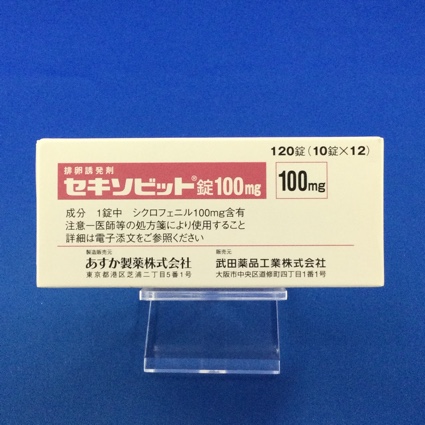 120錠(10錠×12)
排卵誘発剤
セキソビット®錠100mg
100mg
成分 1錠中 シクロフェニル100mg含有
注意-医師等の処方箋により使用すること
詳細は電子添文をご参照ください
製造販売元
あすか製薬株式会社
東京都港区芝浦二丁目5番1号
販売元
武田薬品工業株式会社
大阪市中央区道修町四丁目1番1号